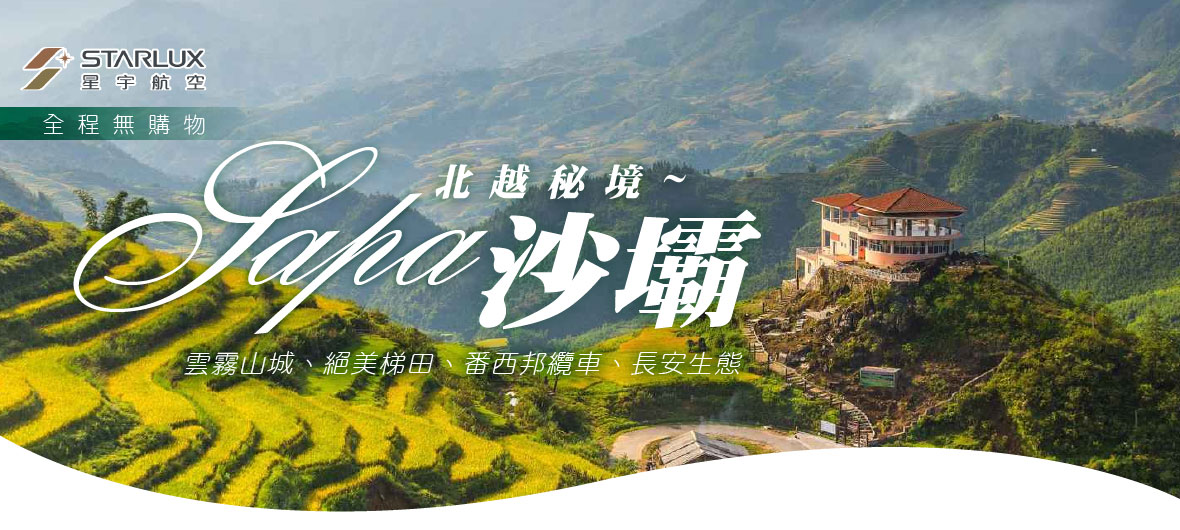 STARLUX
星宇航空
全程無購物
北越秘境~
Sapa 沙壩
雲霧山城、絕美梯田、番西邦纜車、長安生態